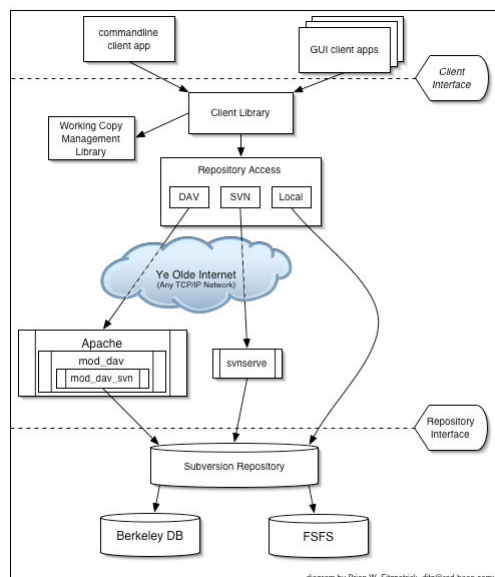 commandline
client app
GUI client apps
Client
Interface
Client Library
Working Copy
Management
Library
Repository Access
DAV
SVN
Local
Ye Olde Internet
(Any TCP/IP Network)
Apache
mod_dav
mod_dav_svn
svnserve
Repository
Interface
Subversion Repository
Berkeley DB
FSFS
diagram by Brian W. Fitzpatrick